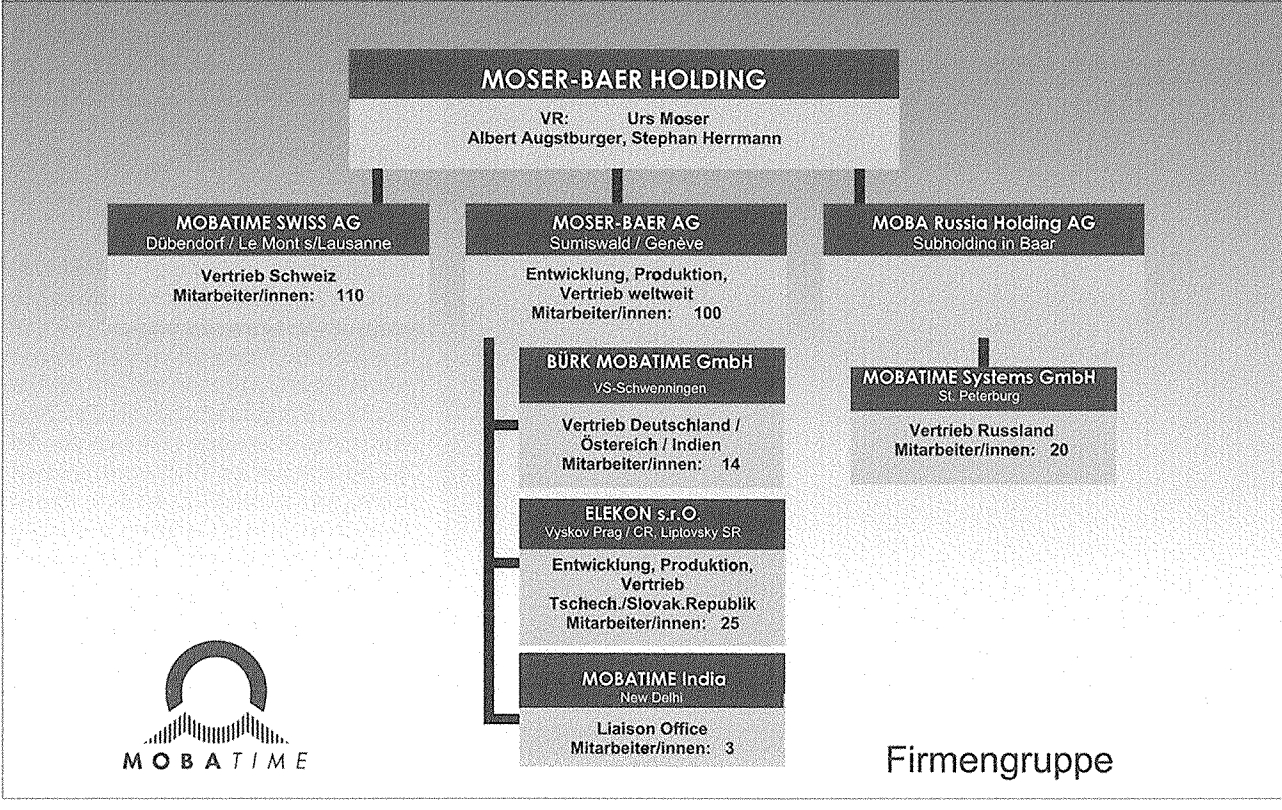 MOSER-BAER HOLDING
VR: Urs Moser
Albert Augstburger, Stephan Herrmann
MOBATIME SWISS AG
Dübendorf / Le Mont s/Lausanne
Vertrieb Schweiz
Mitarbeiter/innen: 110
MOSER-BAER AG
Sumiswald / Genève
Entwicklung, Produktion,
Vertrieb weltweit
Mitarbeiter/innen: 100
BÜRK MOBATIME GmbH
VS-Schwenningen
Vertrieb Deutschland /
Östereich / Indien
Mitarbeiter/innen: 14
ELEKON s.r.O.
Vyskov Prag / CR, Liptovsky SR
Entwicklung, Produktion,
Vertrieb
Tschech./Slovak.Republik
Mitarbeiter/innen: 25
MOBATIME India
New Delhi
Liaison Office
Mitarbeiter/innen: 3
MOBA Russia Holding AG
Subholding in Baar
MOBATIME Systems GmbH
St. Peterburg
Vertrieb Russland
Mitarbeiter/innen: 20
MOBATIME
Firmengruppe